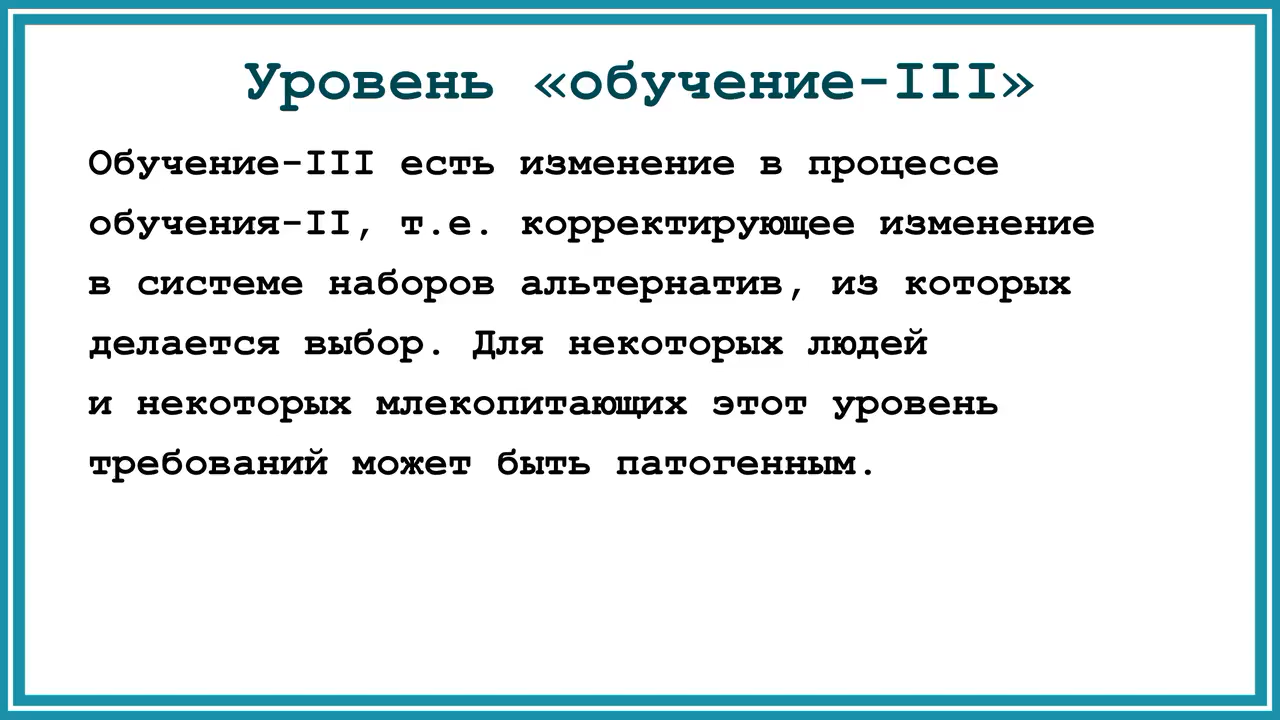 Уровень «обучение-III»
Обучение-III есть изменение в процессе
обучения-II, т.е. корректирующее изменение
в системе наборов альтернатив, из которых
делается выбор. Для некоторых людей
и некоторых млекопитающих этот уровень
требований может быть патогенным.